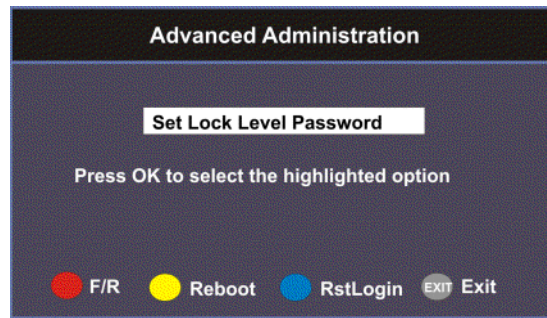 Advanced Administration
Set Lock Level Password
Press OK to select the highlighted option
F/R Reboot RstLogin EXIT Exit